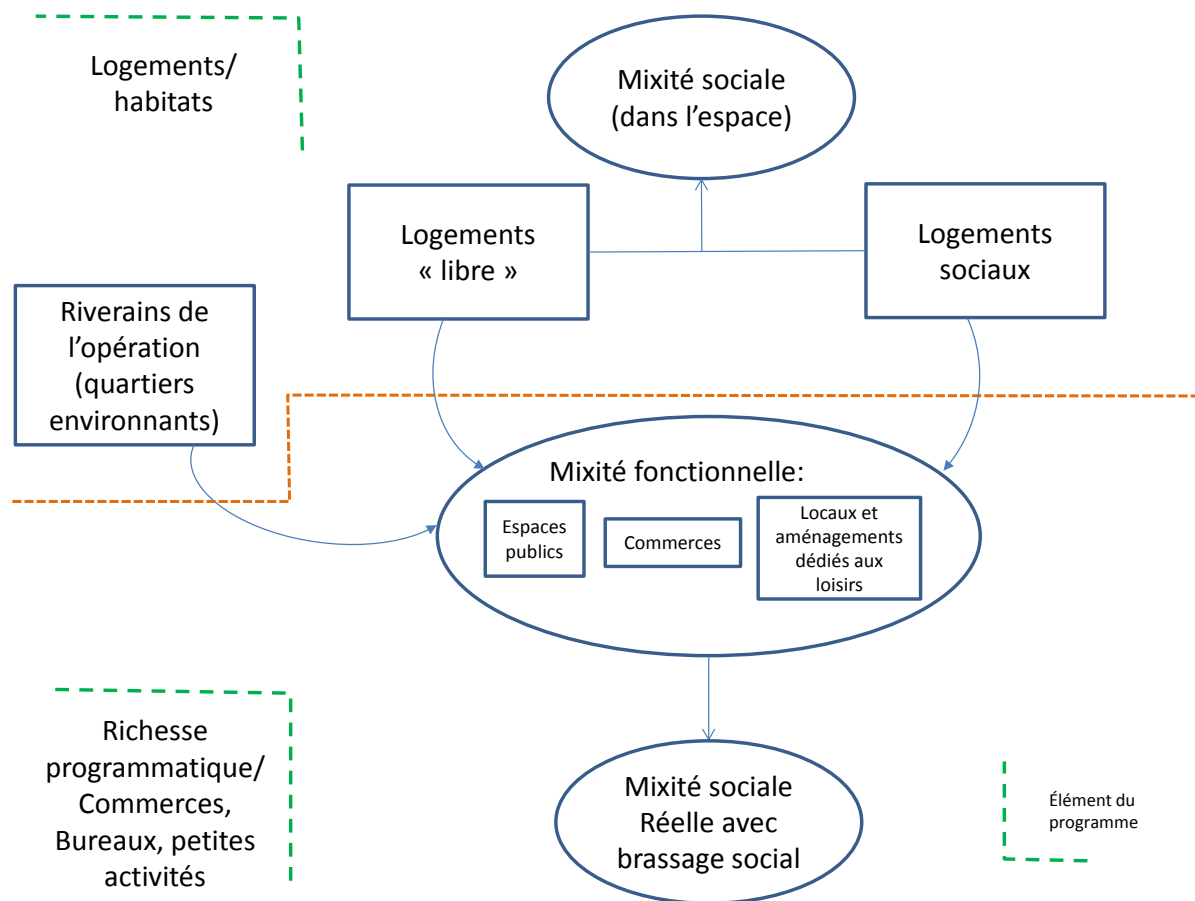 Logements/
habitats
Mixité sociale
(dans l’espace)
Logements
« libre »
Logements
sociaux
Riverains de
l’opération
(quartiers
environnants)
Mixité fonctionnelle:
Espaces
publics
Commerces
Locaux et
aménagements
dédiés aux
loisirs
Richesse
programmatique/
Commerces,
Bureaux, petites
activités
Mixité sociale
Réelle avec
brassage social
Élément du
programme